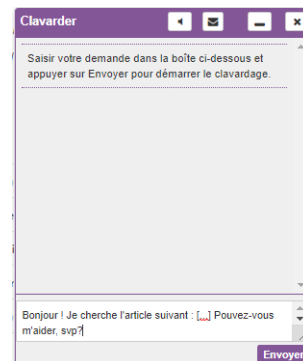 Clavarder
Saisir votre demande dans la boîte ci-dessous et
appuyer sur Envoyer pour démarrer le clavardage.
Bonjour ! Je cherche l'article suivant : [...] Pouvez-vous
m'aider, svp?
Envoyer